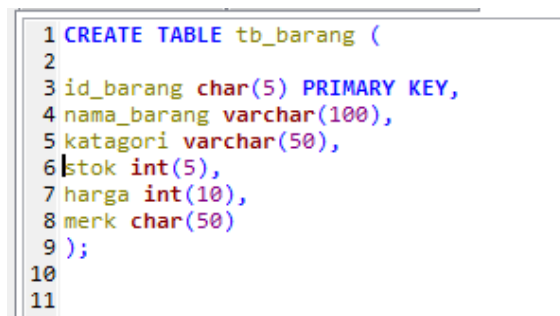 1 CREATE TABLE tb_barang (
2
3 id_barang char(5) PRIMARY KEY,
4 nama_barang varchar(100),
5 katagori varchar(50),
6 stok int(5),
7 harga int(10),
8 merk char(50)
9 );
10
11